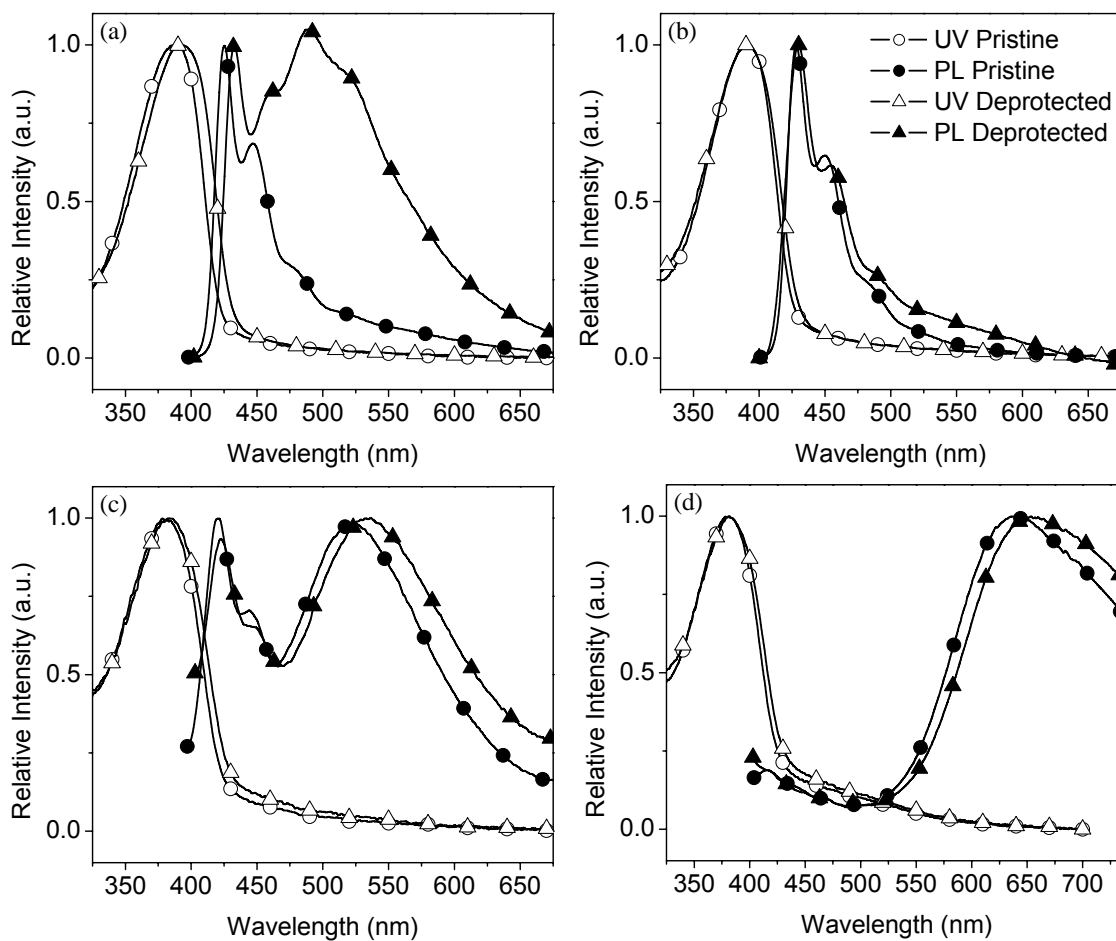 (a)
Relative Intensity (a.u.)
1.0
0.5
0.0
350 400 450 500 550 600 650
Wavelength (nm)
(b)
UV Pristine
PL Pristine
UV Deprotected
PL Deprotected
Relative Intensity (a.u.)
1.0
0.5
0.0
350 400 450 500 550 600 650
Wavelength (nm)
(c)
Relative Intensity (a.u.)
1.0
0.5
0.0
350 400 450 500 550 600 650
Wavelength (nm)
(d)
Relative Intensity (a.u.)
1.0
0.5
0.0
350 400 450 500 550 600 650 700
Wavelength (nm)